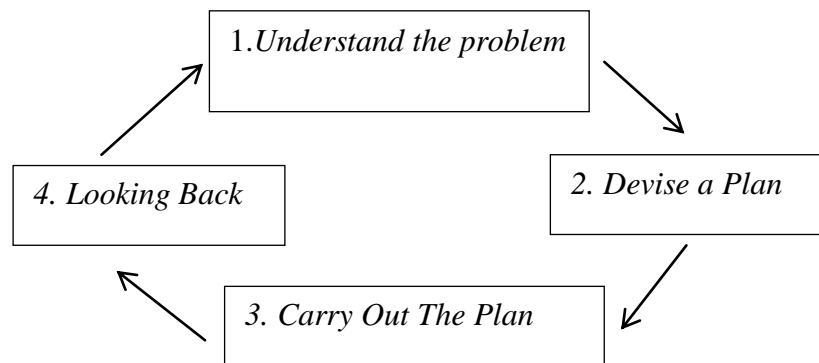 1.Understand the problem
2. Devise a Plan
3. Carry Out The Plan
4. Looking Back